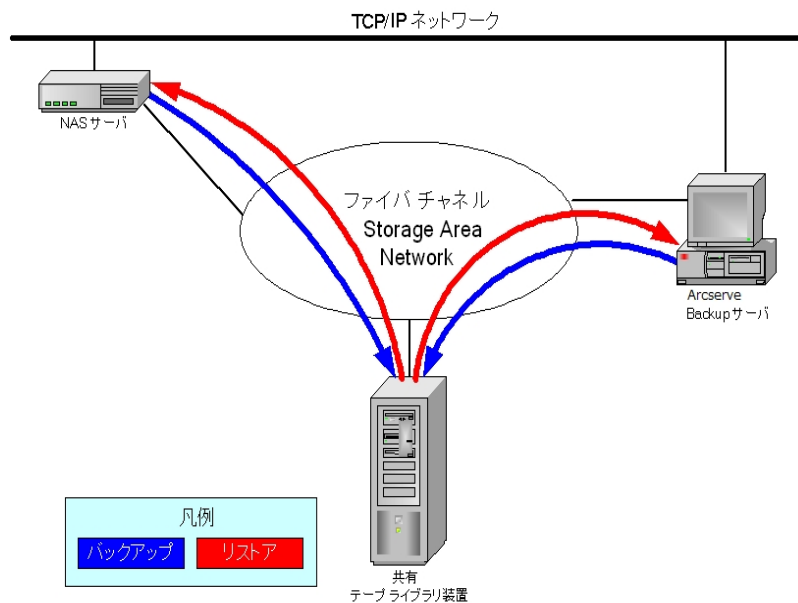 TCP/IP ネットワーク
NASサーバ
ファイバ チャネル
Storage Area
Network
Arcserve
Backupサーバ
凡例
バックアップ
リストア
共有
テープ ライブラリ装置